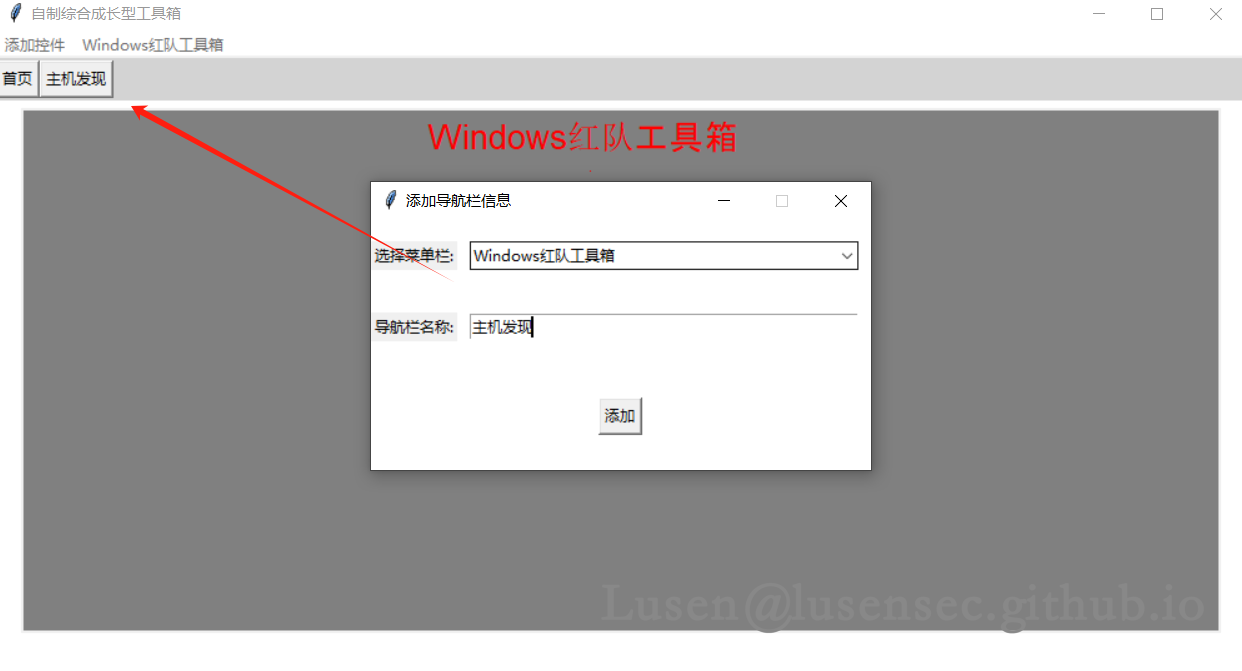 自制综合成长型工具箱
添加控件 Windows红队工具箱
首页 主机发现
Windows红队工具箱
添加导航栏信息
选择菜单栏: Windows红队工具箱
导航栏名称: 主机发现
添加
Lusen@lusensec.github.io